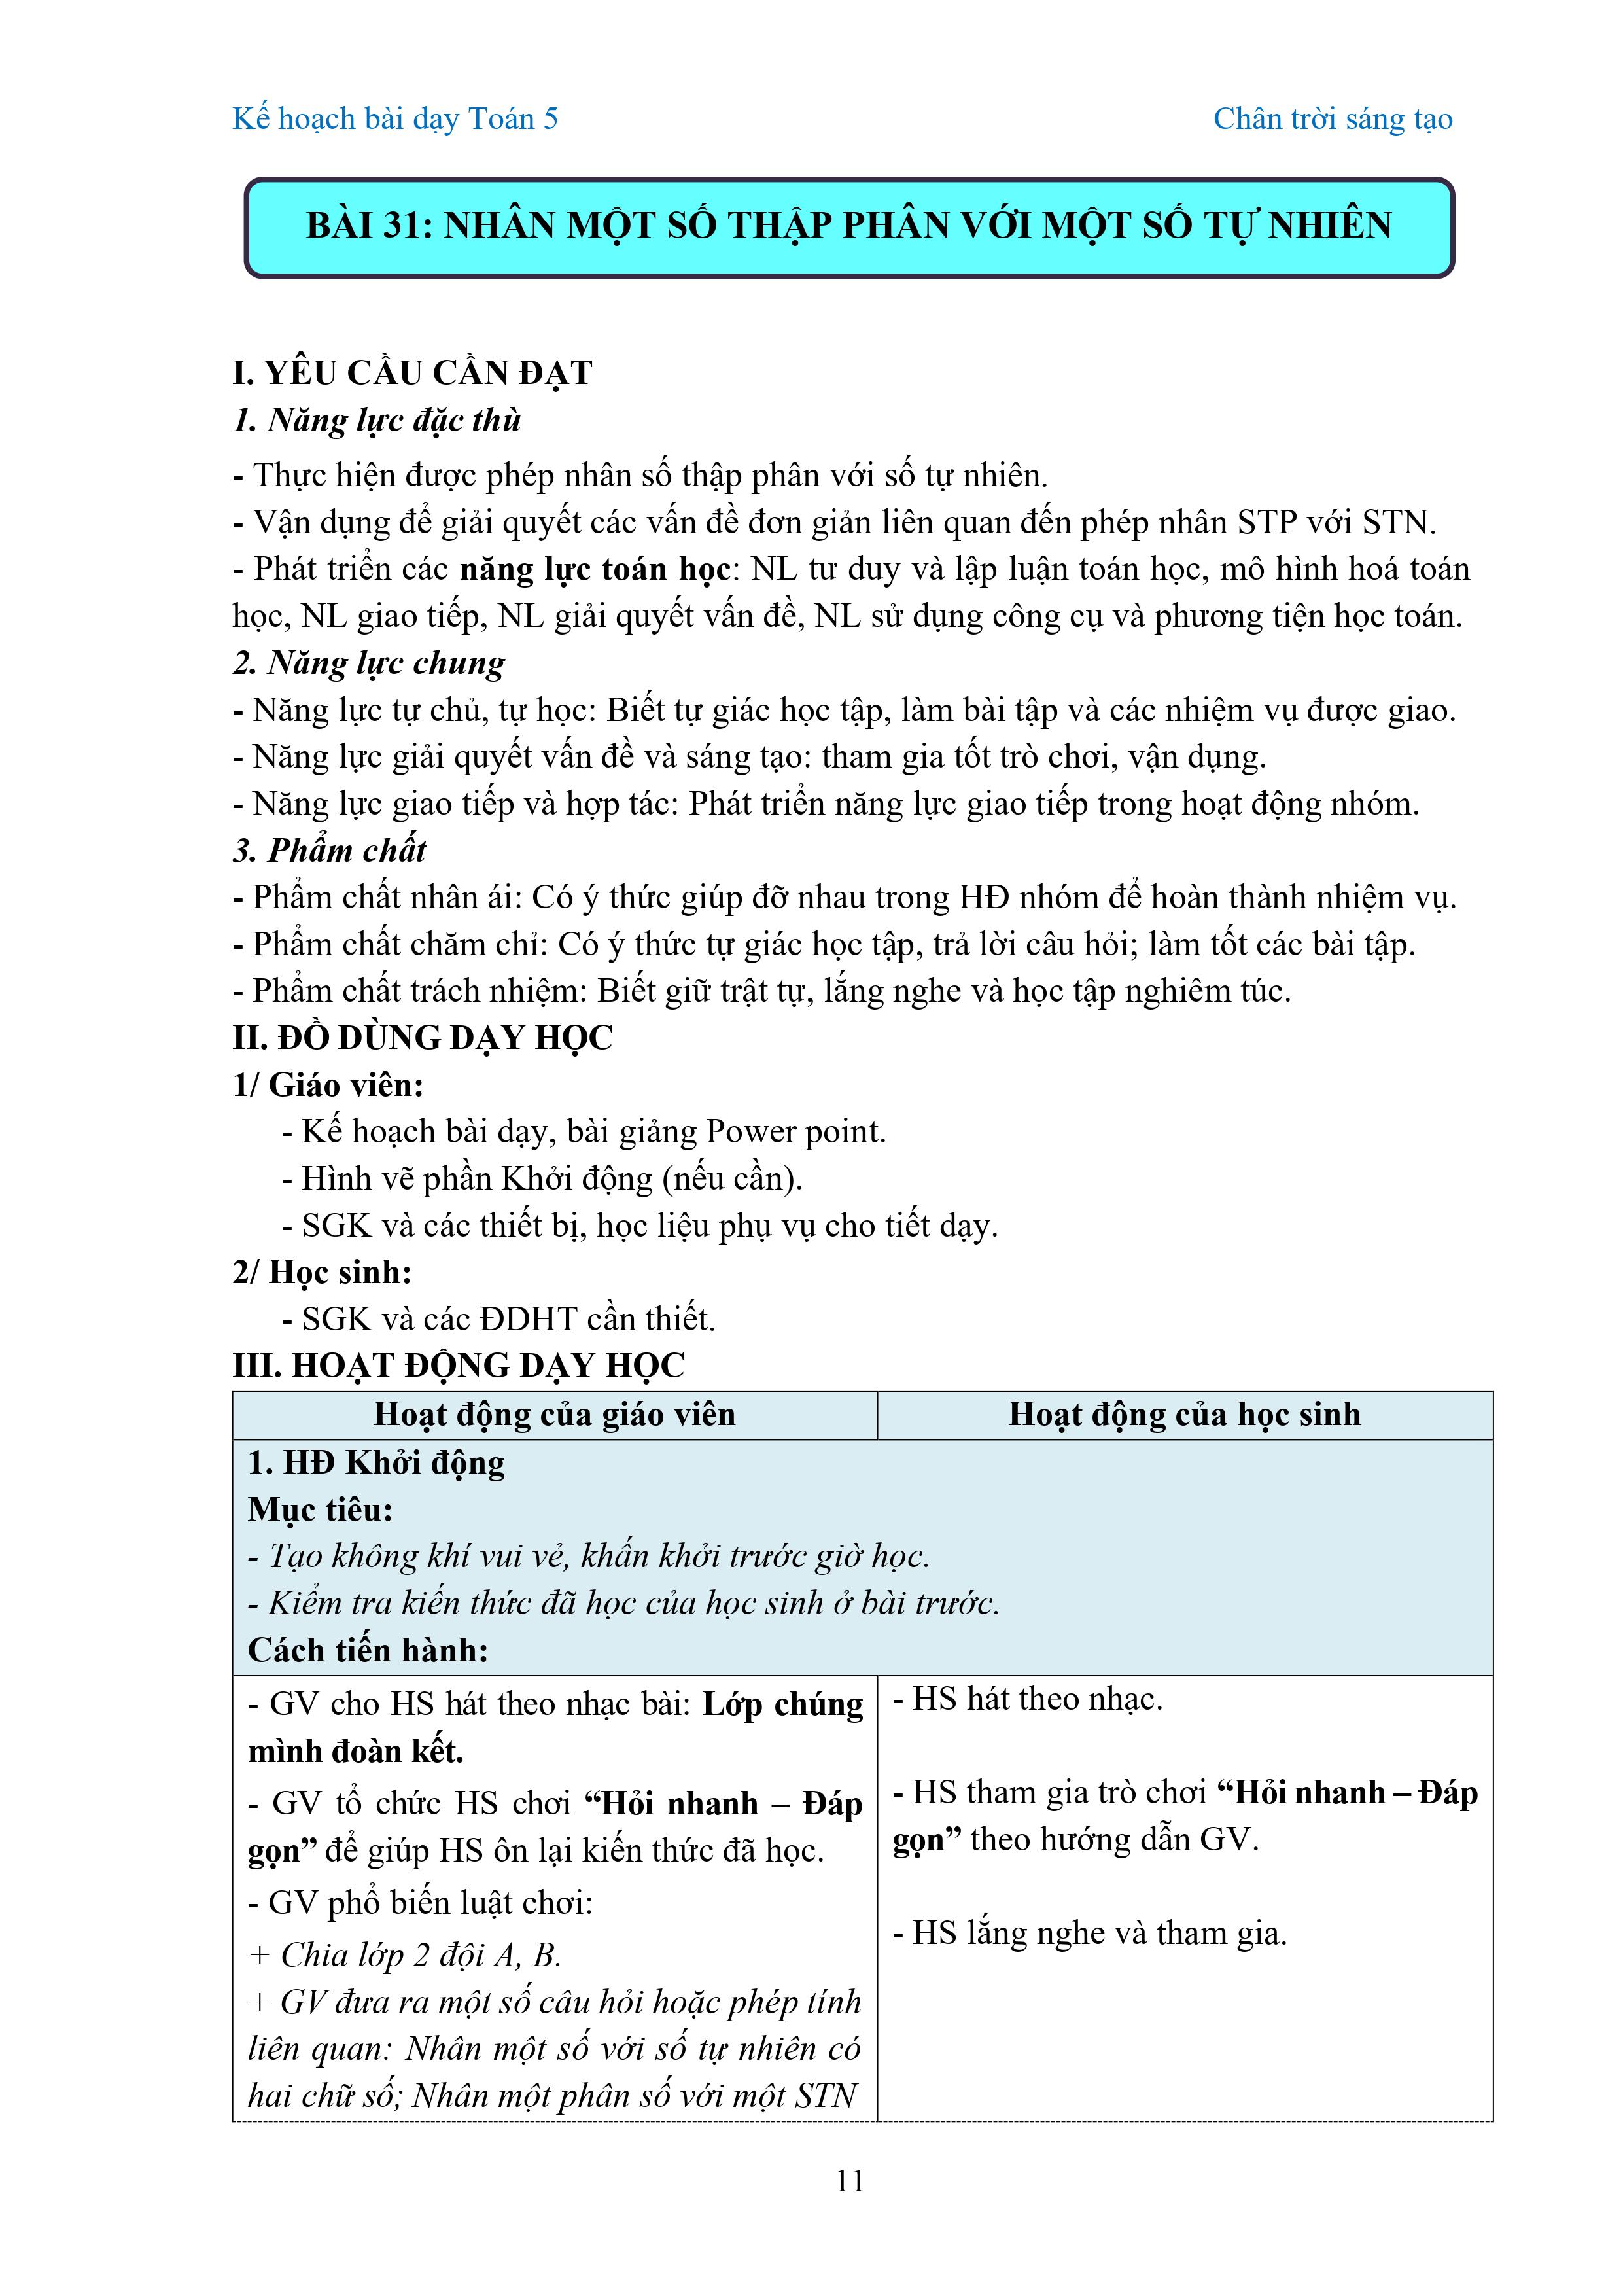 Kế hoạch bài dạy Toán 5
Chân trời sáng tạo
BÀI 31: NHÂN MỘT SỐ THẬP PHÂN VỚI MỘT SỐ TỰ NHIÊN
I. YÊU CẦU CẦN ĐẠT
1. Năng lực đặc thù
- Thực hiện được phép nhân số thập phân với số tự nhiên.
- Vận dụng để giải quyết các vấn đề đơn giản liên quan đến phép nhân STP với STN.
- Phát triển các năng lực toán học: NL tư duy và lập luận toán học, mô hình hoá toán
học, NL giao tiếp, NL giải quyết vấn đề, NL sử dụng công cụ và phương tiện học toán.
2. Năng lực chung
- Năng lực tự chủ, tự học: Biết tự giác học tập, làm bài tập và các nhiệm vụ được giao.
- Năng lực giải quyết vấn đề và sáng tạo: tham gia tốt trò chơi, vận dụng.
- Năng lực giao tiếp và hợp tác: Phát triển năng lực giao tiếp trong hoạt động nhóm.
3. Phẩm chất
- Phẩm chất nhân ái: Có ý thức giúp đỡ nhau trong HĐ nhóm để hoàn thành nhiệm vụ.
- Phẩm chất chăm chỉ: Có ý thức tự giác học tập, trả lời câu hỏi; làm tốt các bài tập.
- Phẩm chất trách nhiệm: Biết giữ trật tự, lắng nghe và học tập nghiêm túc.
II. ĐỒ DÙNG DẠY HỌC
1/ Giáo viên:
- Kế hoạch bài dạy, bài giảng Power point.
- Hình vẽ phần Khởi động (nếu cần).
- SGK và các thiết bị, học liệu phụ vụ cho tiết dạy.
2/ Học sinh:
- SGK và các ĐDHT cần thiết.
III. HOẠT ĐỘNG DẠY HỌC
Hoạt động của giáo viên
Hoạt động của học sinh
1. HĐ Khởi động
Mục tiêu:
- Tạo không khí vui vẻ, khấn khởi trước giờ học.
- Kiểm tra kiến thức đã học của học sinh ở bài trước.
Cách tiến hành:
- GV cho HS hát theo nhạc bài: Lớp chúng
mình đoàn kết.
- GV tổ chức HS chơi “Hỏi nhanh – Đáp
gọn” để giúp HS ôn lại kiến thức đã học.
- GV phổ biến luật chơi:
+ Chia lớp 2 đội A, B.
+ GV đưa ra một số câu hỏi hoặc phép tính
liên quan: Nhân một số với số tự nhiên có
hai chữ số; Nhân một phân số với một STN
- HS hát theo nhạc.
- HS tham gia trò chơi “Hỏi nhanh – Đáp
gọn” theo hướng dẫn GV.
- HS lắng nghe và tham gia.
11